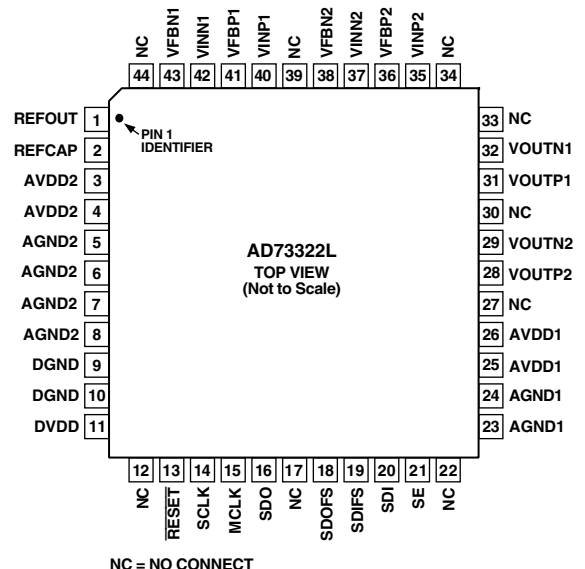 NC VFBN1 VINN1 VFBP1 VINP1 NC VFBN2 VINN2 VFBP2 VINP2 NC
44 43 42 41 40 39 38 37 36 35 34
REFOUT 1
REFCAP 2
AVDD2 3
AVDD2 4
AGND2 5
AGND2 6
AGND2 7
AGND2 8
DGND 9
DGND 10
DVDD 11
PIN 1
IDENTIFIER
AD73322L
TOP VIEW
(Not to Scale)
33 NC
32 VOUTN1
31 VOUTP1
30 NC
29 VOUTN2
28 VOUTP2
27 NC
26 AVDD1
25 AVDD1
24 AGND1
23 AGND1
12 13 14 15 16 17 18 19 20 21 22
NC RESET SCLK MCLK SDO NC SDOFS SDIFS SDI SE NC
NC = NO CONNECT